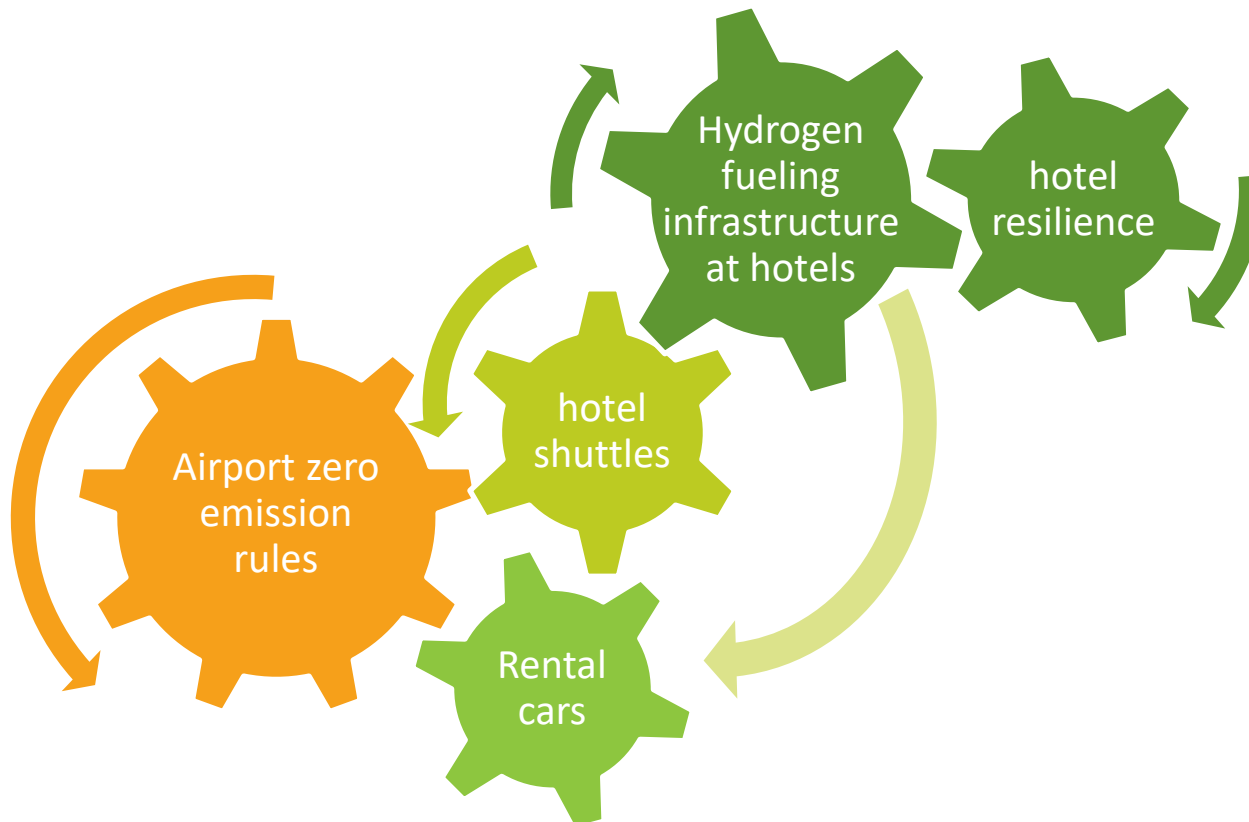 Hydrogen
fueling
infrastructure
at hotels
hotel
resilience
hotel
shuttles
Airport zero
emission
rules
Rental
cars